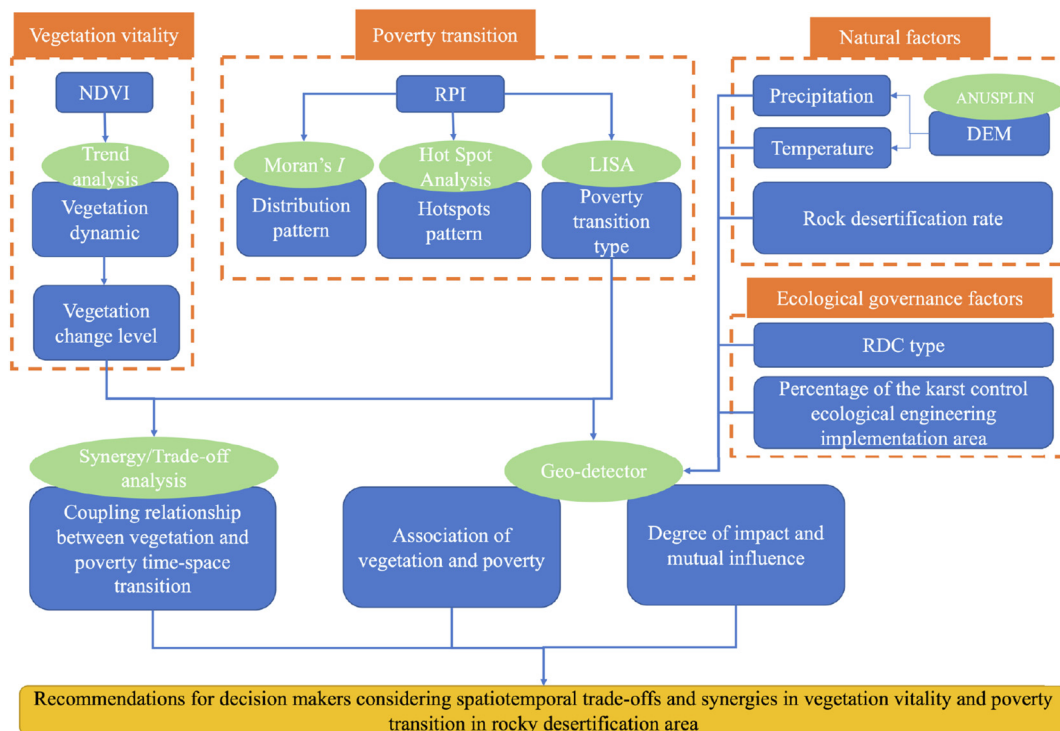 Vegetation vitality
Poverty transition
Natural factors
NDVI
RPI
Precipitation
ANUSPLIN
DEM
Temperature
Trend
analysis
Vegetation
dynamic
Moran's I
Distribution
pattern
Hot Spot
Analysis
Hotspots
pattern
LISA
Poverty
transition
type
Rock desertification rate
Vegetation
change level
Ecological governance factors
RDC type
Percentage of the karst control
ecological engineering
implementation area
Synergy/Trade-off
analysis
Coupling relationship
between vegetation and
poverty time-space
transition
Geo-detector
Association of
vegetation and poverty
Degree of impact and
mutual influence
Recommendations for decision makers considering spatiotemporal trade-offs and synergies in vegetation vitality and poverty
transition in rocky desertification area